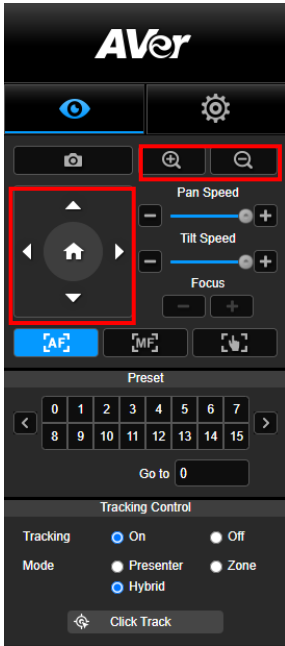 AVer
Pan Speed
Tilt Speed
Focus
[AF]
[MF]
Preset
0 1 2 3 4 5 6 7
8 9 10 11 12 13 14 15
Go to 0
Tracking Control
Tracking On Off
Mode Presenter Zone
Hybrid
Click Track